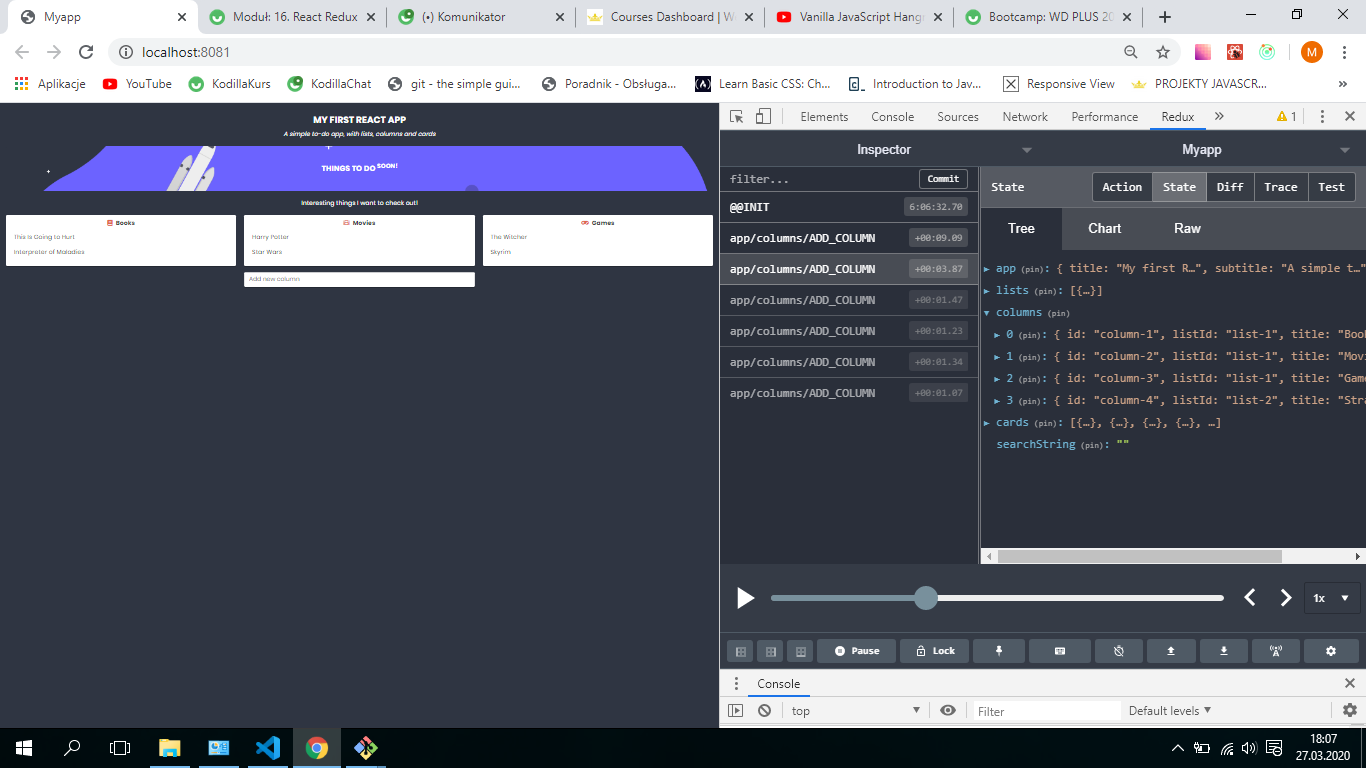 Myapp
Moduł: 16. React Redux
(•) Komunikator
Courses Dashboard | W
Vanilla JavaScript Hang
Bootcamp: WD PLUS 20
localhost:8081
M
Aplikacje
YouTube
KodillaKurs
KodillaChat
git - the simple gui...
Poradnik - Obsługa...
Learn Basic CSS: Ch...
Introduction to Jav...
Responsive View
PROJEKTY JAVASCR...
»
MY FIRST REACT APP
A simple to-do app, with lists, columns and cards
THINGS TO DO SOON!
Interesting things I want to check out!
Books
This Is Going to Hurt
Interpreter of Maladies
Movies
Harry Potter
Star Wars
Games
The Witcher
Skyrim
Add new column
Elements
Console
Sources
Network
Performance
Redux
»
1
Inspector
Myapp
filter...
Commit
@@INIT
6:06:32.70
app/columns/ADD_COLUMN
+00:09.09
app/columns/ADD_COLUMN
+00:03.87
app/columns/ADD_COLUMN
+00:01.47
app/columns/ADD_COLUMN
+00:01.23
app/columns/ADD_COLUMN
+00:01.34
app/columns/ADD_COLUMN
+00:01.07
State
Action
State
Diff
Trace
Test
Tree
Chart
Raw
app (pin): { title: "My first R…", subtitle: "A simple t…"
lists (pin): [{…}]
columns (pin)
0 (pin): { id: "column-1", listId: "list-1", title: "Boo
1 (pin): { id: "column-2", listId: "list-1", title: "Movi
2 (pin): { id: "column-3", listId: "list-1", title: "Game
3 (pin): { id: "column-4", listId: "list-2", title: "Stra
cards (pin): [{…}, {…}, {…}, {…}, …]
searchString (pin): ""
1x
Pause
Lock
Console
top
Filter
Default levels
18:07
27.03.2020